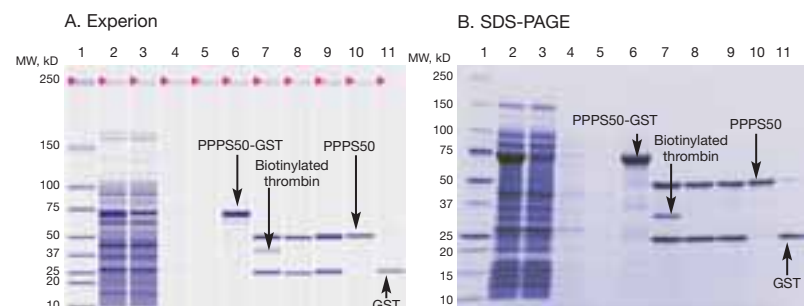 A. Experion
1 2 3 4 5 6 7 8 9 10 11
MW, kD
250
150
100
75
50
37
25
20
10
PPPS50-GST
Biotinylated
thrombin
PPPS50
GST
B. SDS-PAGE
1 2 3 4 5 6 7 8 9 10 11
MW, kD
250
150
100
75
50
37
25
20
15
10
PPPS50-GST
Biotinylated
thrombin
PPPS50
GST